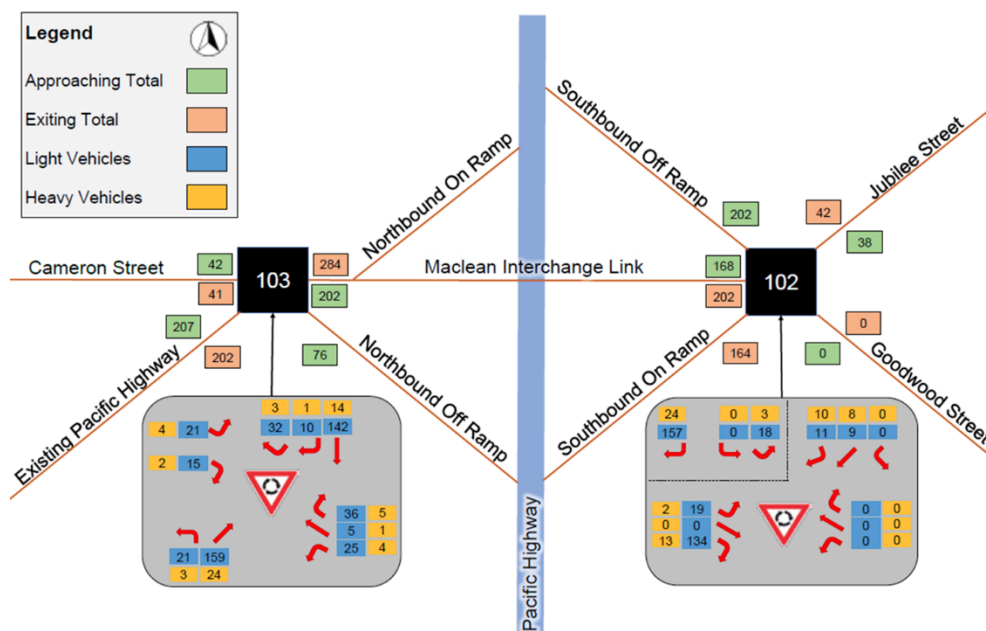 Legend
Approaching Total
Exiting Total
Light Vehicles
Heavy Vehicles
Cameron Street
Existing Pacific Highway
Northbound On Ramp
Northbound Off Ramp
Maclean Interchange Link
Pacific Highway
Southbound Off Ramp
Southbound On Ramp
Jubilee Street
Goodwood Street
42
41
207
202
103
284
202
76
202
168
202
164
102
42
38
0
0
3 1 14
32 10 142
4 21
2 15
36 5
5 1
25 4
21 159
3 24
24 0 3 10 8 0
157 0 18 11 9 0
2 19
0 0
13 134
0 0
0 0
0 0